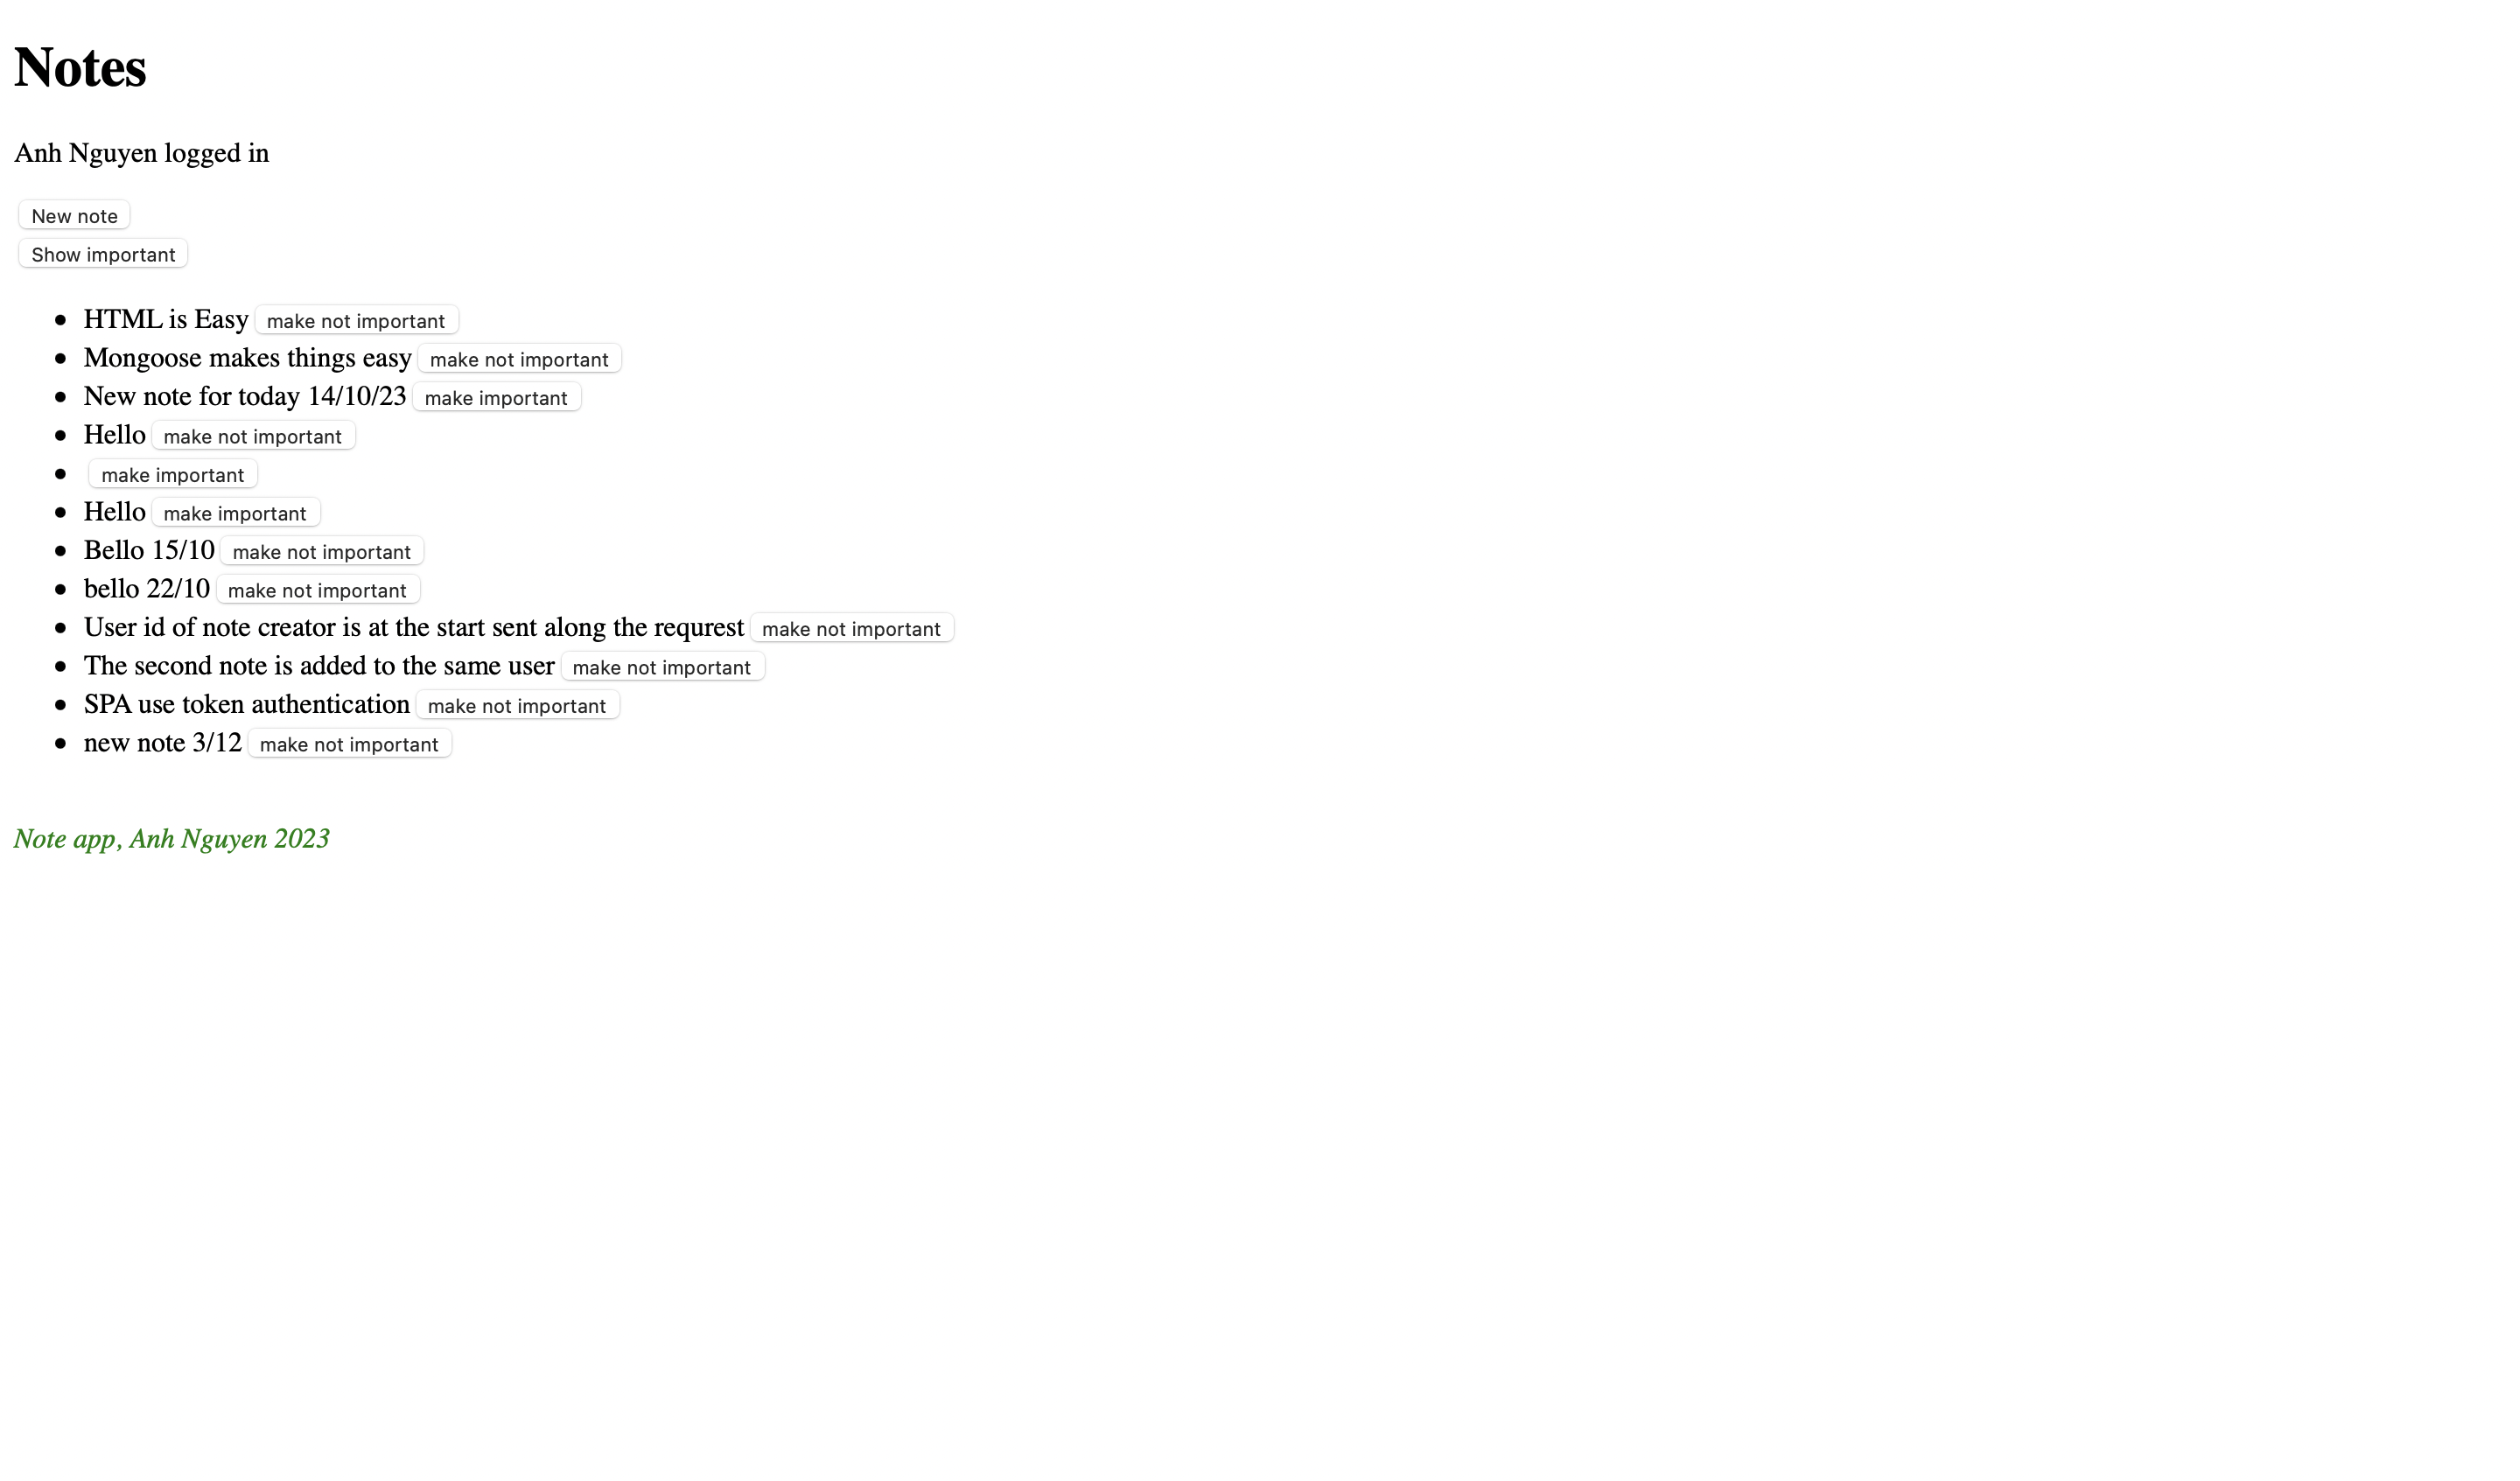 Notes
Anh Nguyen logged in
New note
Show important
HTML is Easy make not important
Mongoose makes things easy make not important
New note for today 14/10/23 make important
Hello make not important
make important
Hello make important
Bello 15/10 make not important
bello 22/10 make not important
User id of note creator is at the start sent along the requrest make not important
The second note is added to the same user make not important
SPA use token authentication make not important
new note 3/12 make not important
Note app, Anh Nguyen 2023